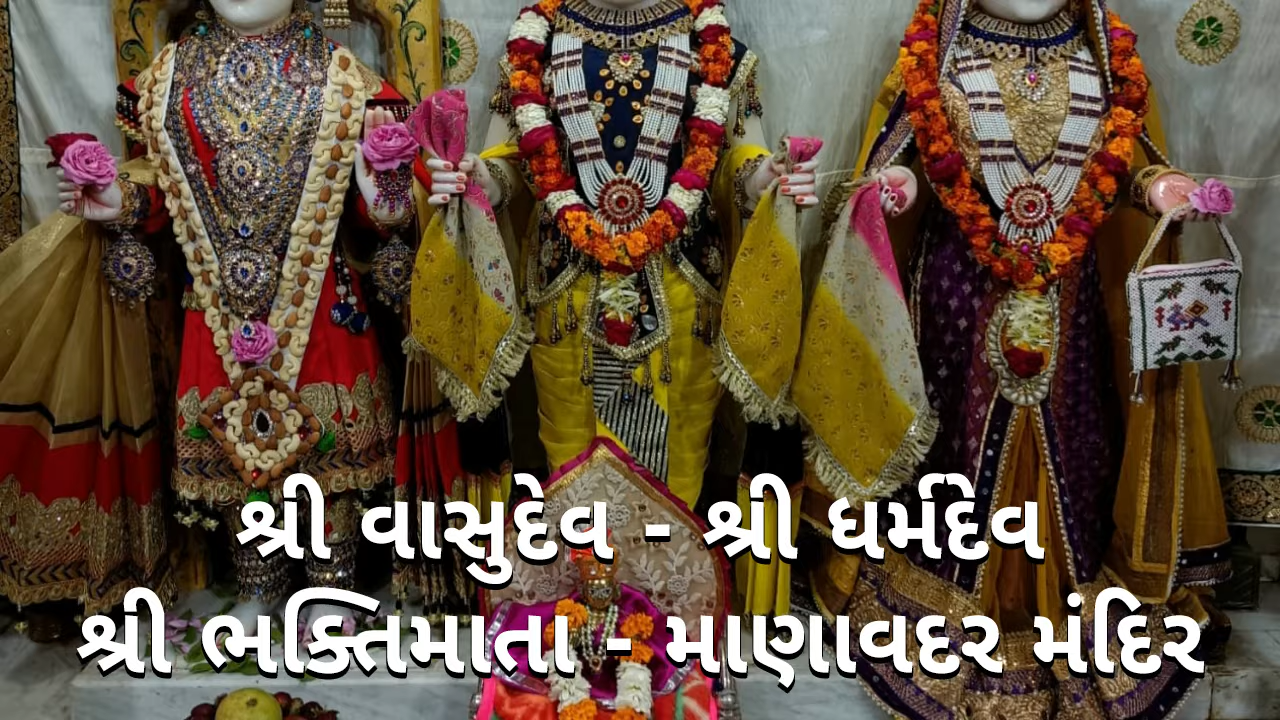 શ્રી વાસુદેવ - શ્રી ધર્મદેવ
શ્રી ભક્તિમાતા - માણાવદર મંદિર